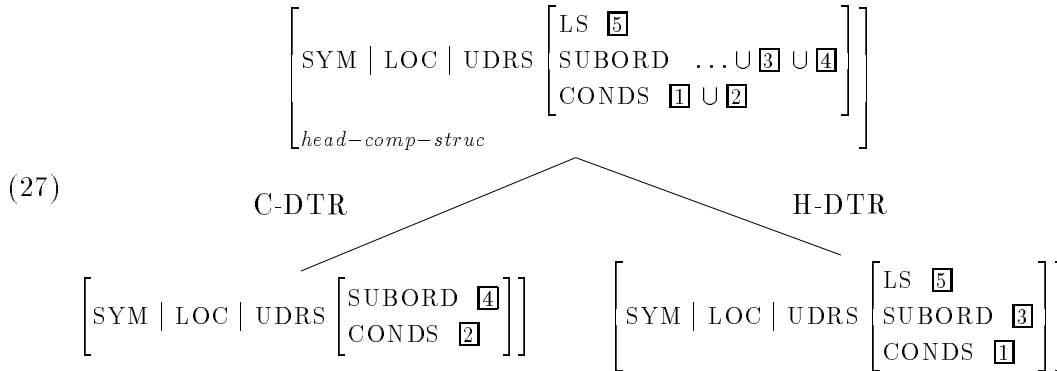 LS 5
SYM | LOC | UDRS SUBORD ... ∪ 3 ∪ 4
CONDS 1 ∪ 2
head−comp−struc
(27)
C-DTR H-DTR
SUBORD 4
SYM | LOC | UDRS
CONDS 2
LS 5
SYM | LOC | UDRS SUBORD 3
CONDS 1